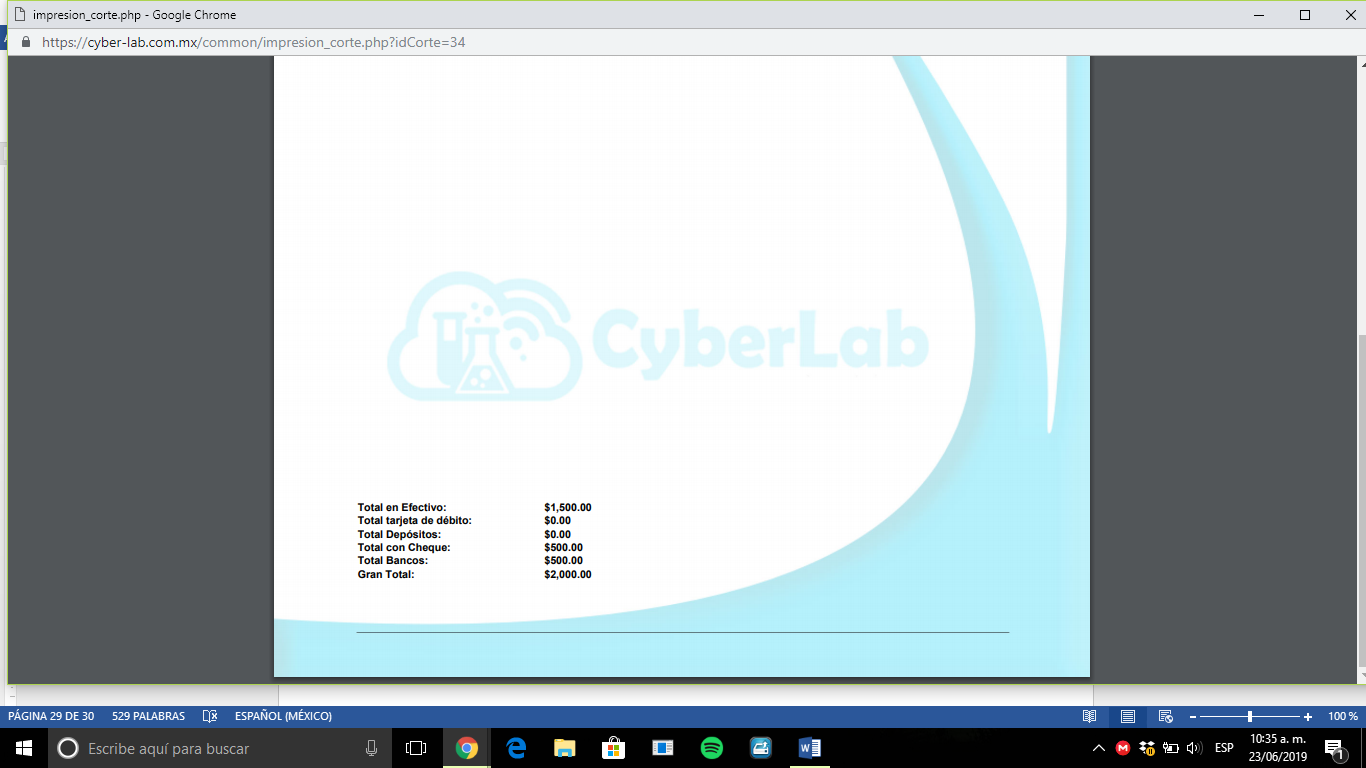 impresion_corte.php - Google Chrome
https://cyber-lab.com.mx/common/impresion_corte.php?idCorte=34
CyberLab
Total en Efectivo: $1,500.00
Total tarjeta de débito: $0.00
Total Depósitos: $0.00
Total con Cheque: $500.00
Total Bancos: $500.00
Gran Total: $2,000.00
PÁGINA 29 DE 30 529 PALABRAS ESPAÑOL (MÉXICO) 100 %
Escribe aquí para buscar
ESP
10:35 a. m.
23/06/2019
1